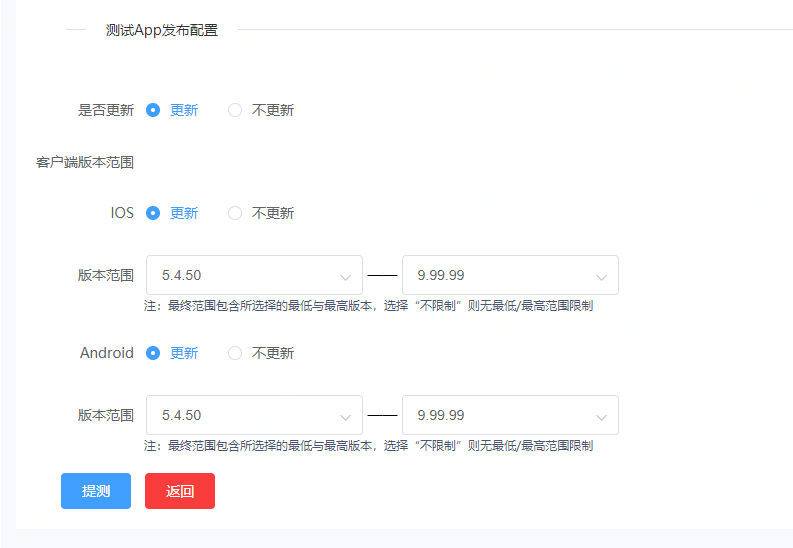 测试App发布配置
是否更新 更新 不更新
客户端版本范围
IOS 更新 不更新
版本范围 5.4.50 —— 9.99.99
注：最终范围包含所选择的最低与最高版本，选择“不限制”则无最低/最高范围限制
Android 更新 不更新
版本范围 5.4.50 —— 9.99.99
注：最终范围包含所选择的最低与最高版本，选择“不限制”则无最低/最高范围限制
提测 返回